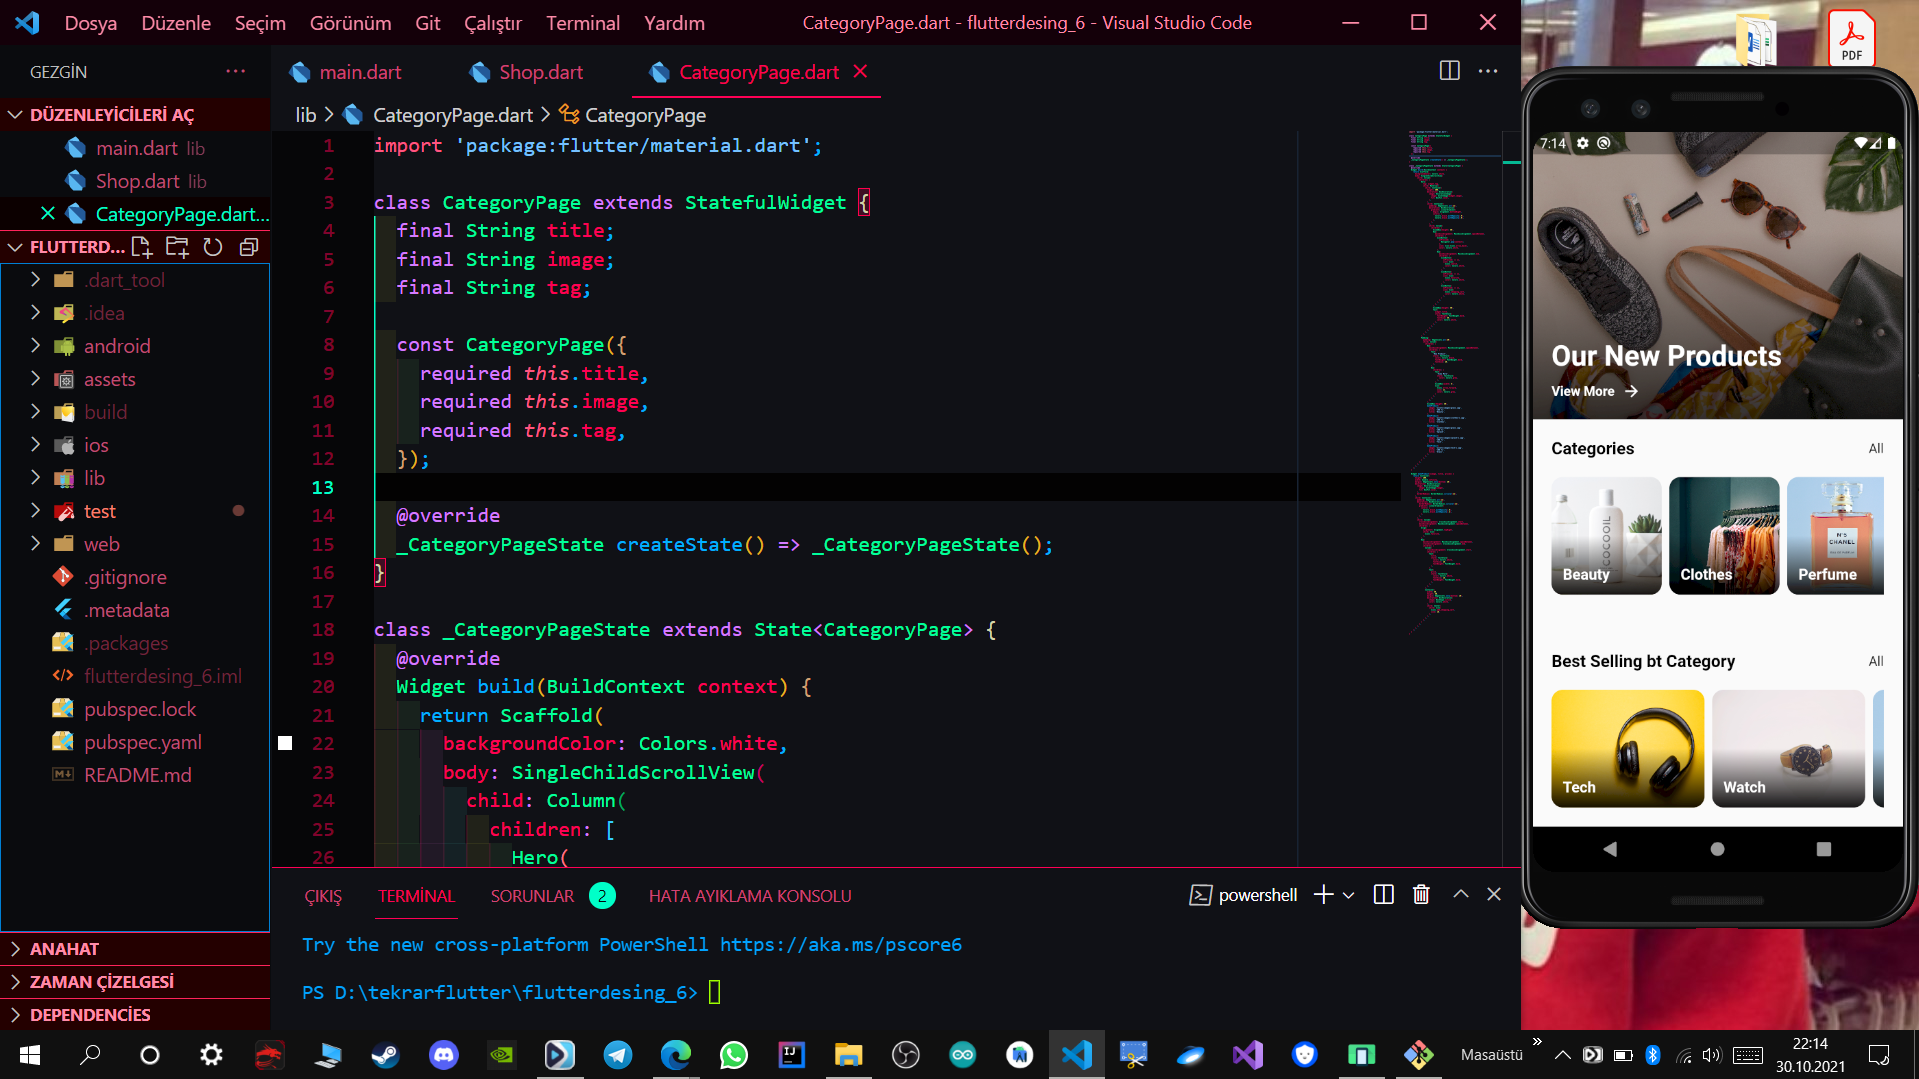 Dosya Düzenle Seçim Görünüm Git Çalıştır Terminal Yardım CategoryPage.dart - flutterdesing_6 - Visual Studio Code
GEZGİN
DÜZENLEYİCİLERİ AÇ
main.dart lib
Shop.dart lib
CategoryPage.dart...
FLUTTERD...
.dart_tool
.idea
android
assets
build
ios
lib
test
web
.gitignore
.metadata
.packages
flutterdesing_6.iml
pubspec.lock
pubspec.yaml
README.md
ANAHAT
ZAMAN ÇİZELGESİ
DEPENDENCİES
main.dart Shop.dart CategoryPage.dart
lib > CategoryPage.dart > CategoryPage
1 import 'package:flutter/material.dart';
2
3 class CategoryPage extends StatefulWidget {
4 final String title;
5 final String image;
6 final String tag;
7
8 const CategoryPage({
9 required this.title,
10 required this.image,
11 required this.tag,
12 });
13
14 @override
15 _CategoryPageState createState() => _CategoryPageState();
16 }
17
18 class _CategoryPageState extends State<CategoryPage> {
19 @override
20 Widget build(BuildContext context) {
21 return Scaffold(
22 backgroundColor: Colors.white,
23 body: SingleChildScrollView(
24 child: Column(
25 children: [
26 Hero(
ÇIKIŞ TERMİNAL SORUNLAR 2 HATA AYIKLAMA KONSOLU powershell
Try the new cross-platform PowerShell https://aka.ms/pscore6
PS D:\tekrarflutter\flutterdesing_6>
PDF
7:14
Our New Products
View More
Categories All
COCOOIL
N°5
CHANEL
Beauty Clothes Perfume
Best Selling bt Category All
Tech Watch
Masaüstü
22:14
30.10.2021